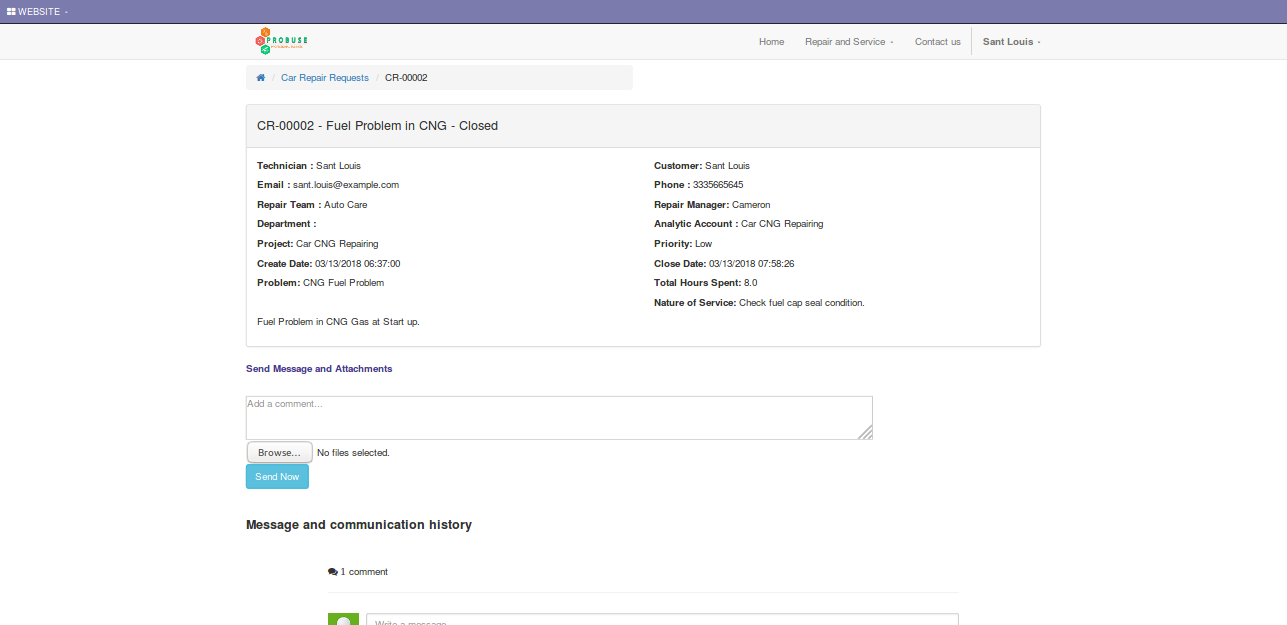 WEBSITE
PROBUSE
Home Repair and Service Contact us Sant Louis
/ Car Repair Requests / CR-00002
CR-00002 - Fuel Problem in CNG - Closed
Technician : Sant Louis Customer: Sant Louis
Email : sant.louis@example.com Phone : 3335665645
Repair Team : Auto Care Repair Manager: Cameron
Department : Analytic Account : Car CNG Repairing
Project: Car CNG Repairing Priority: Low
Create Date: 03/13/2018 06:37:00 Close Date: 03/13/2018 07:58:26
Problem: CNG Fuel Problem Total Hours Spent: 8.0
Nature of Service: Check fuel cap seal condition.
Fuel Problem in CNG Gas at Start up.
Send Message and Attachments
Add a comment...
Browse... No files selected.
Send Now
Message and communication history
1 comment
Write a message